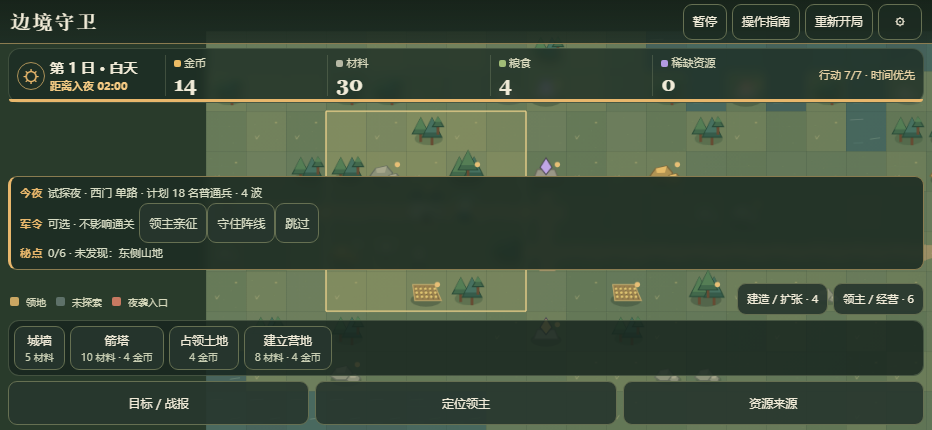 边境守卫
暂停 操作指南 重新开局
第 1 日 · 白天
距离入夜 02:00
金币
14
材料
30
粮食
4
稀缺资源
0
行动 7/7 · 时间优先
今夜 试探夜 · 西门 单路 · 计划 18 名普通兵 · 4 波
军令 可选 · 不影响通关 领主亲征 守住阵线 跳过
秘点 0/6 · 未发现：东侧山地
领地 未探索 夜袭入口
建造 / 扩张 · 4 领主 / 经营 · 6
城墙
5 材料
箭塔
10 材料 · 4 金币
占领土地
4 金币
建立营地
8 材料 · 4 金币
目标 / 战报 定位领主 资源来源